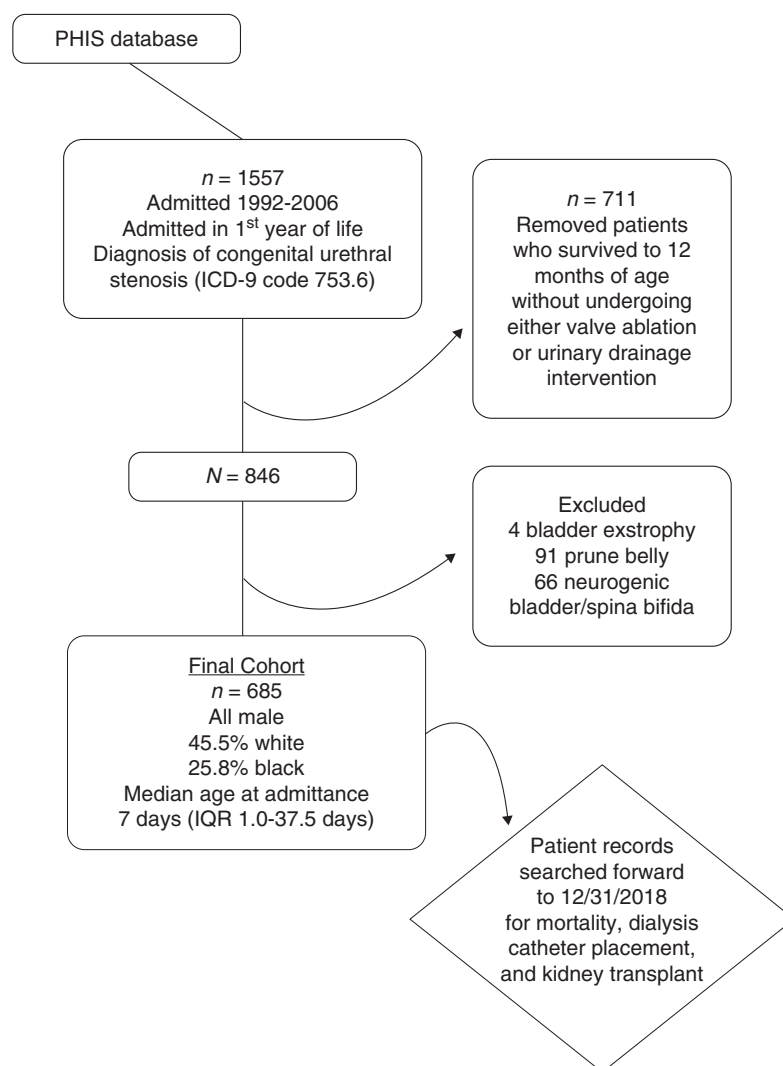 PHIS database
n = 1557
Admitted 1992-2006
Admitted in 1st year of life
Diagnosis of congenital urethral
stenosis (ICD-9 code 753.6)
n = 711
Removed patients
who survived to 12
months of age
without undergoing
either valve ablation
or urinary drainage
intervention
N = 846
Excluded
4 bladder exstrophy
91 prune belly
66 neurogenic
bladder/spina bifida
Final Cohort
n = 685
All male
45.5% white
25.8% black
Median age at admittance
7 days (IQR 1.0-37.5 days)
Patient records
searched forward
to 12/31/2018
for mortality, dialysis
catheter placement,
and kidney transplant